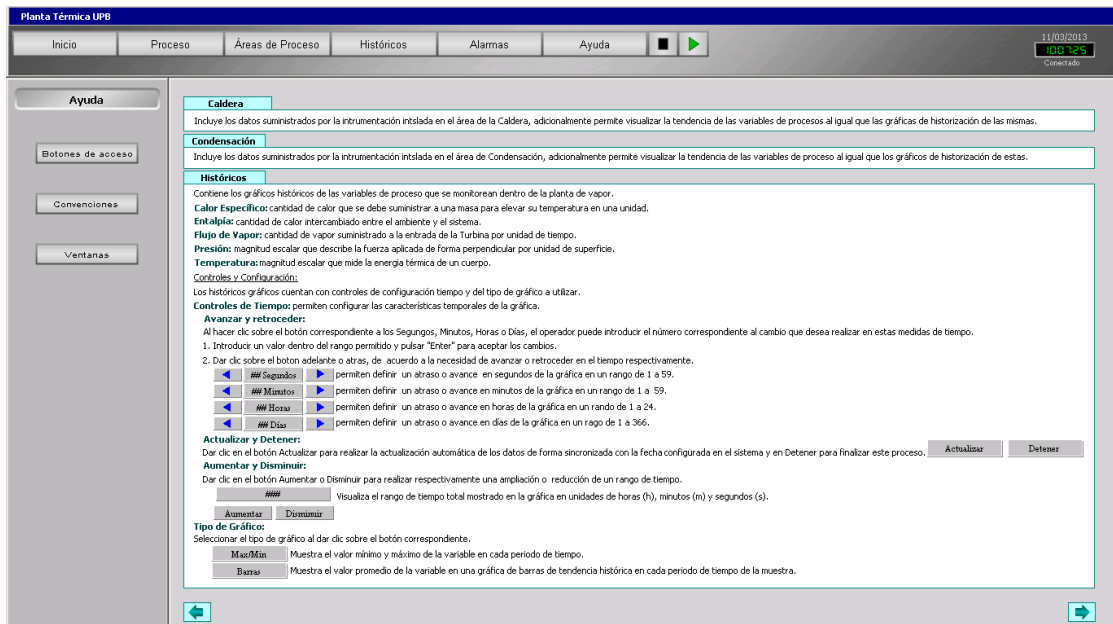 Planta Térmica UPB
Inicio Proceso Áreas de Proceso Históricos Alarmas Ayuda
11/03/2013
100725
Conectado
Ayuda
Botones de acceso
Convenciones
Ventanas
Caldera
Incluye los datos suministrados por la intrumentación intslada en el área de la Caldera, adicionalmente permite visualizar la tendencia de las variables de procesos al igual que las gráficas de historización de las mismas.
Condensación
Incluye los datos suministrados por la intrumentación intslada en el área de Condensación, adicionalmente permite visualizar la tendencia de las variables de proceso al igual que los gráficos de historización de estas.
Históricos
Contiene los gráficos históricos de las variables de proceso que se monitorean dentro de la planta de vapor.
Calor Específico: cantidad de calor que se debe suministrar a una masa para elevar su temperatura en una unidad.
Entalpía: cantidad de calor intercambiado entre el ambiente y el sistema.
Flujo de Vapor: cantidad de vapor suministrado a la entrada de la Turbina por unidad de tiempo.
Presión: magnitud escalar que describe la fuerza aplicada de forma perpendicular por unidad de superficie.
Temperatura: magnitud escalar que mide la energia térmica de un cuerpo.
Controles y Configuración:
Los históricos gráficos cuentan con controles de configuración tiempo y del tipo de gráfico a utilizar.
Controles de Tiempo: permiten configurar las características temporales de la gráfica.
Avanzar y retroceder:
Al hacer clic sobre el botón correspondiente a los Segungos, Minutos, Horas o Días, el operador puede introducir el número correspondiente al cambio que desea realizar en estas medidas de tiempo.
1. Introducir un valor dentro del rango permitido y pulsar "Enter" para aceptar los cambios.
2. Dar clic sobre el boton adelante o atras, de acuerdo a la necesidad de avanzar o retroceder en el tiempo respectivamente.
## Segundos permiten definir un atraso o avance en segundos de la gráfica en un rango de 1 a 59.
## Minutos permiten definir un atraso o avance en minutos de la gráfica en un rango de 1 a 59.
## Horas permiten definir un atraso o avance en horas de la gráfica en un rando de 1 a 24.
## Días permiten definir un atraso o avance en días de la gráfica en un rago de 1 a 366.
Actualizar y Detener:
Dar clic en el botón Actualizar para realizar la actualización automática de los datos de forma sincronizada con la fecha configurada en el sistema y en Detener para finalizar este proceso. Actualizar Detener
Aumentar y Disminuir:
Dar clic en el botón Aumentar o Disminuir para realizar respectivamente una ampliación o reducción de un rango de tiempo.
### Visualiza el rango de tiempo total mostrado en la gráfica en unidades de horas (h), minutos (m) y segundos (s).
Aumentar Disminuir
Tipo de Gráfico:
Seleccionar el tipo de gráfico al dar clic sobre el botón correspondiente.
Max/Min Muestra el valor mínimo y máximo de la variable en cada periodo de tiempo.
Barras Muestra el valor promedio de la variable en una gráfica de barras de tendencia histórica en cada periodo de tiempo de la muestra.